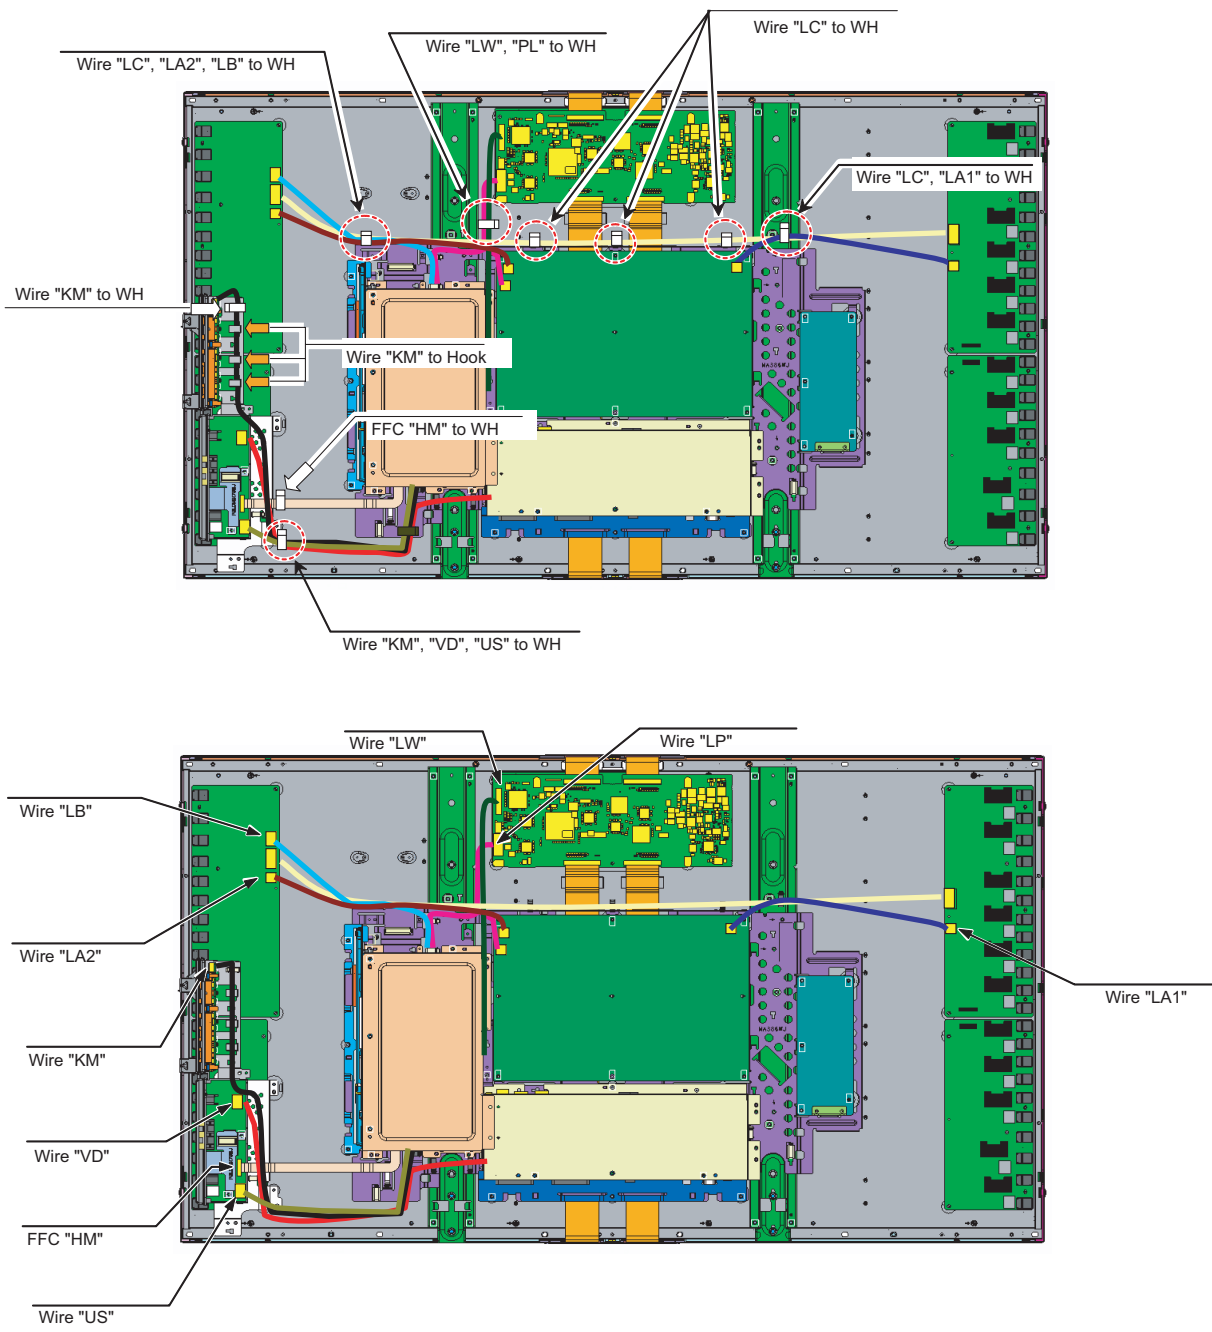 Wire "LC" to WH
Wire "LW", "PL" to WH
Wire "LC", "LA2", "LB" to WH
Wire "LC", "LA1" to WH
Wire "KM" to WH
Wire "KM" to Hook
FFC "HM" to WH
Wire "KM", "VD", "US" to WH
Wire "LW"
Wire "LP"
Wire "LB"
Wire "LA2"
Wire "LA1"
Wire "KM"
Wire "VD"
FFC "HM"
Wire "US"